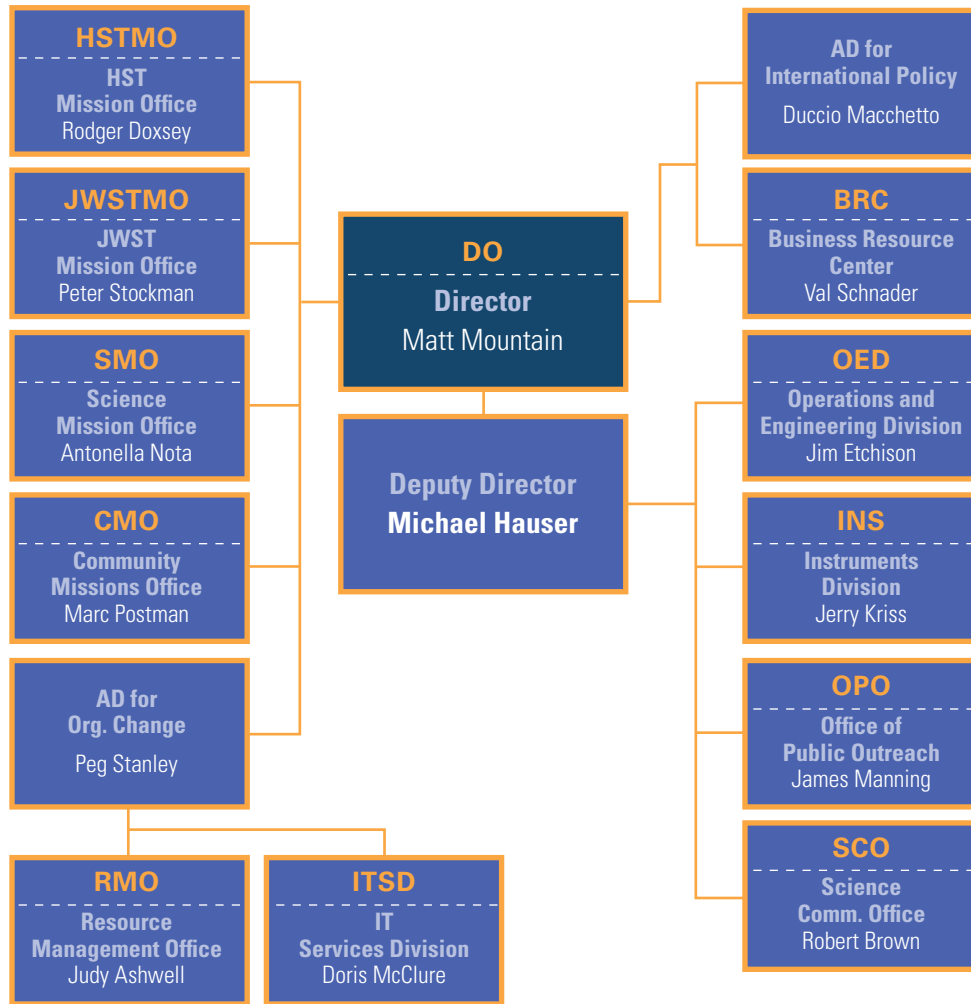 HSTMO
HST
Mission Office
Rodger Doxsey
JWSTMO
JWST
Mission Office
Peter Stockman
SMO
Science
Mission Office
Antonella Nota
CMO
Community
Missions Office
Marc Postman
AD for
Org. Change
Peg Stanley
RMO
Resource
Management Office
Judy Ashwell
ITSD
IT
Services Division
Doris McClure
DO
Director
Matt Mountain
Deputy Director
Michael Hauser
AD for
International Policy
Duccio Macchetto
BRC
Business Resource
Center
Val Schnader
OED
Operations and
Engineering Division
Jim Etchison
INS
Instruments
Division
Jerry Kriss
OPO
Office of
Public Outreach
James Manning
SCO
Science
Comm. Office
Robert Brown